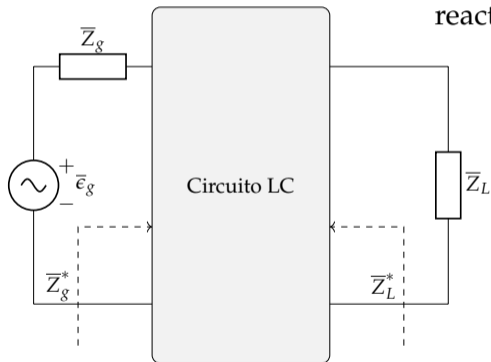 react
Z̅g
+
ϵ̅g
−
Circuito LC
Z̅L
Z̅g*
Z̅L*